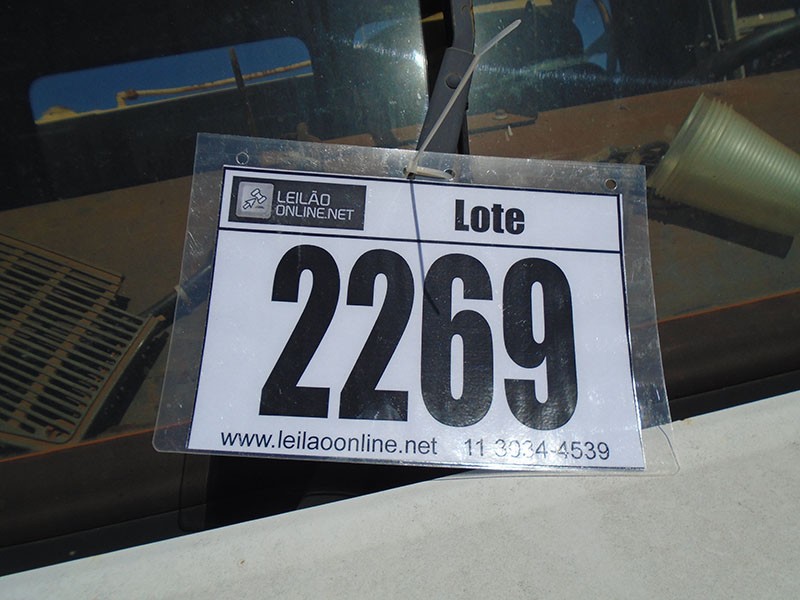 LEILÃO
ONLINE.NET
Lote
2269
www.leilaoonline.net 11 3034-4539